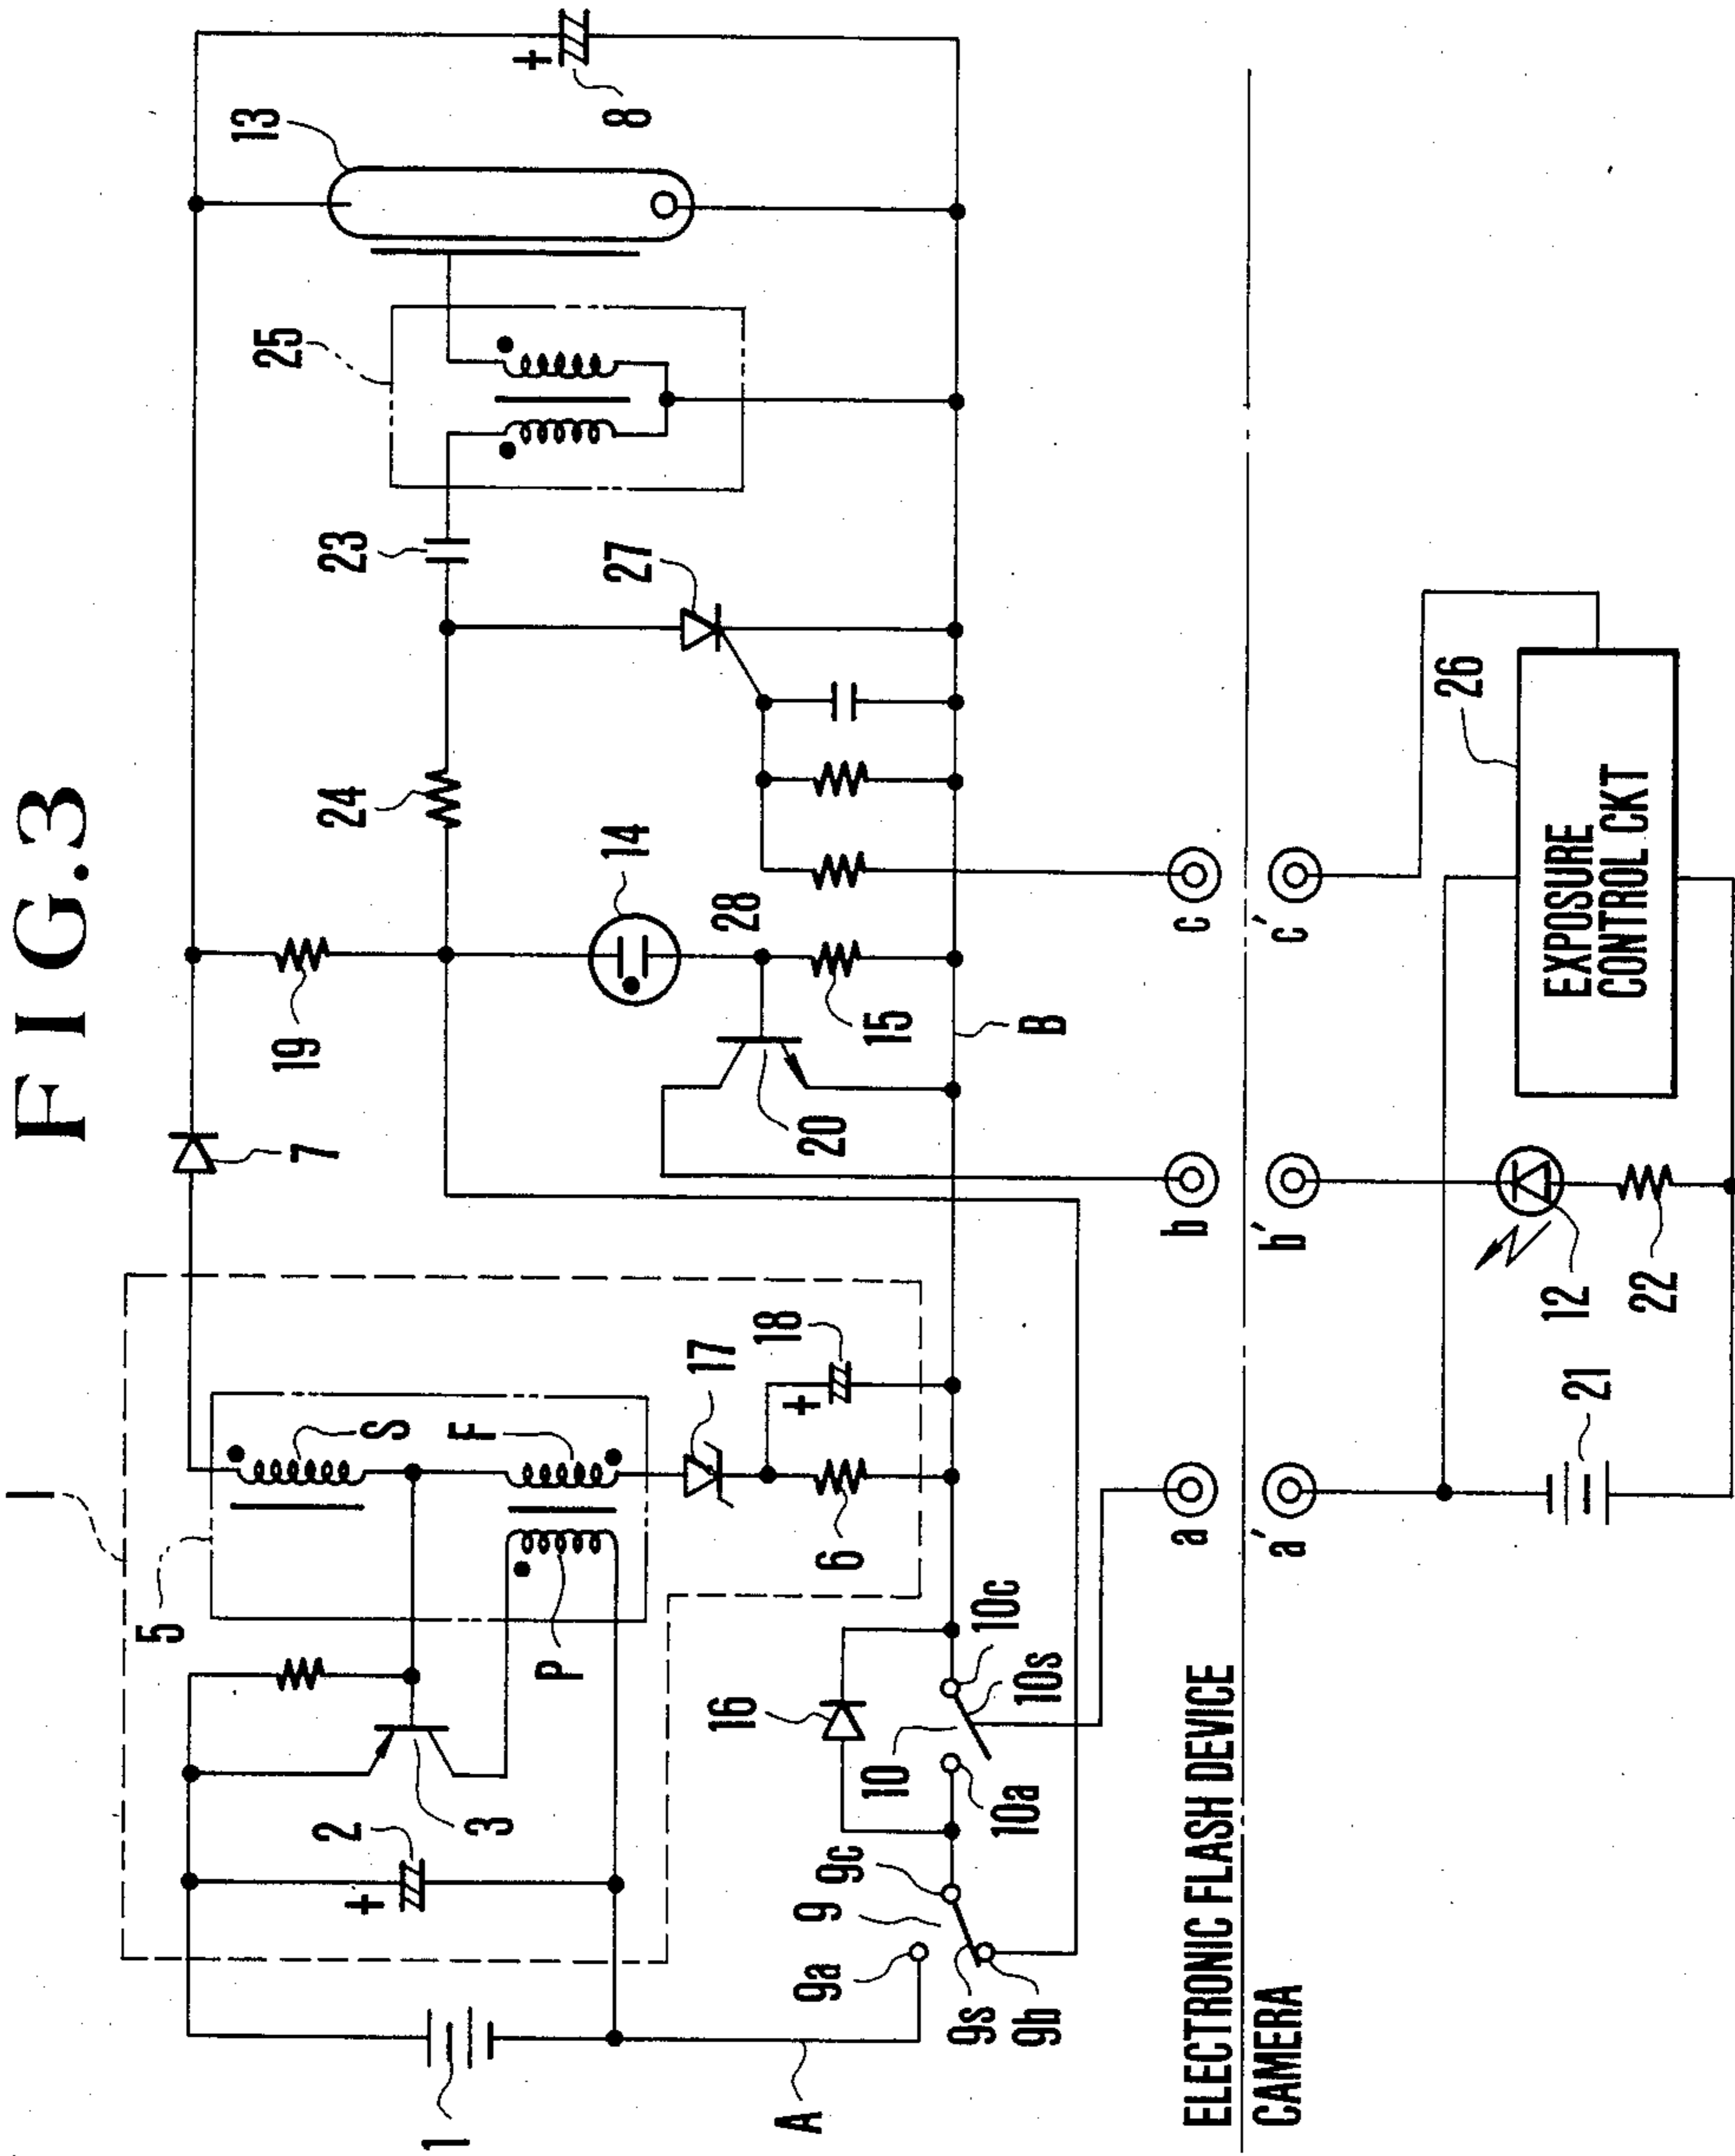 FIG.3
1
5
S
F
P
3
2
+
1
A
9a
9s
9b
9
9c
10
10a
10s
10c
16
6
17
18
+
7
19
24
14
28
15
20
B
23
27
25
13
8
+
a
b
c
ELECTRONIC FLASH DEVICE
CAMERA
a'
b'
c'
21
12
22
26
EXPOSURE
CONTROL CKT